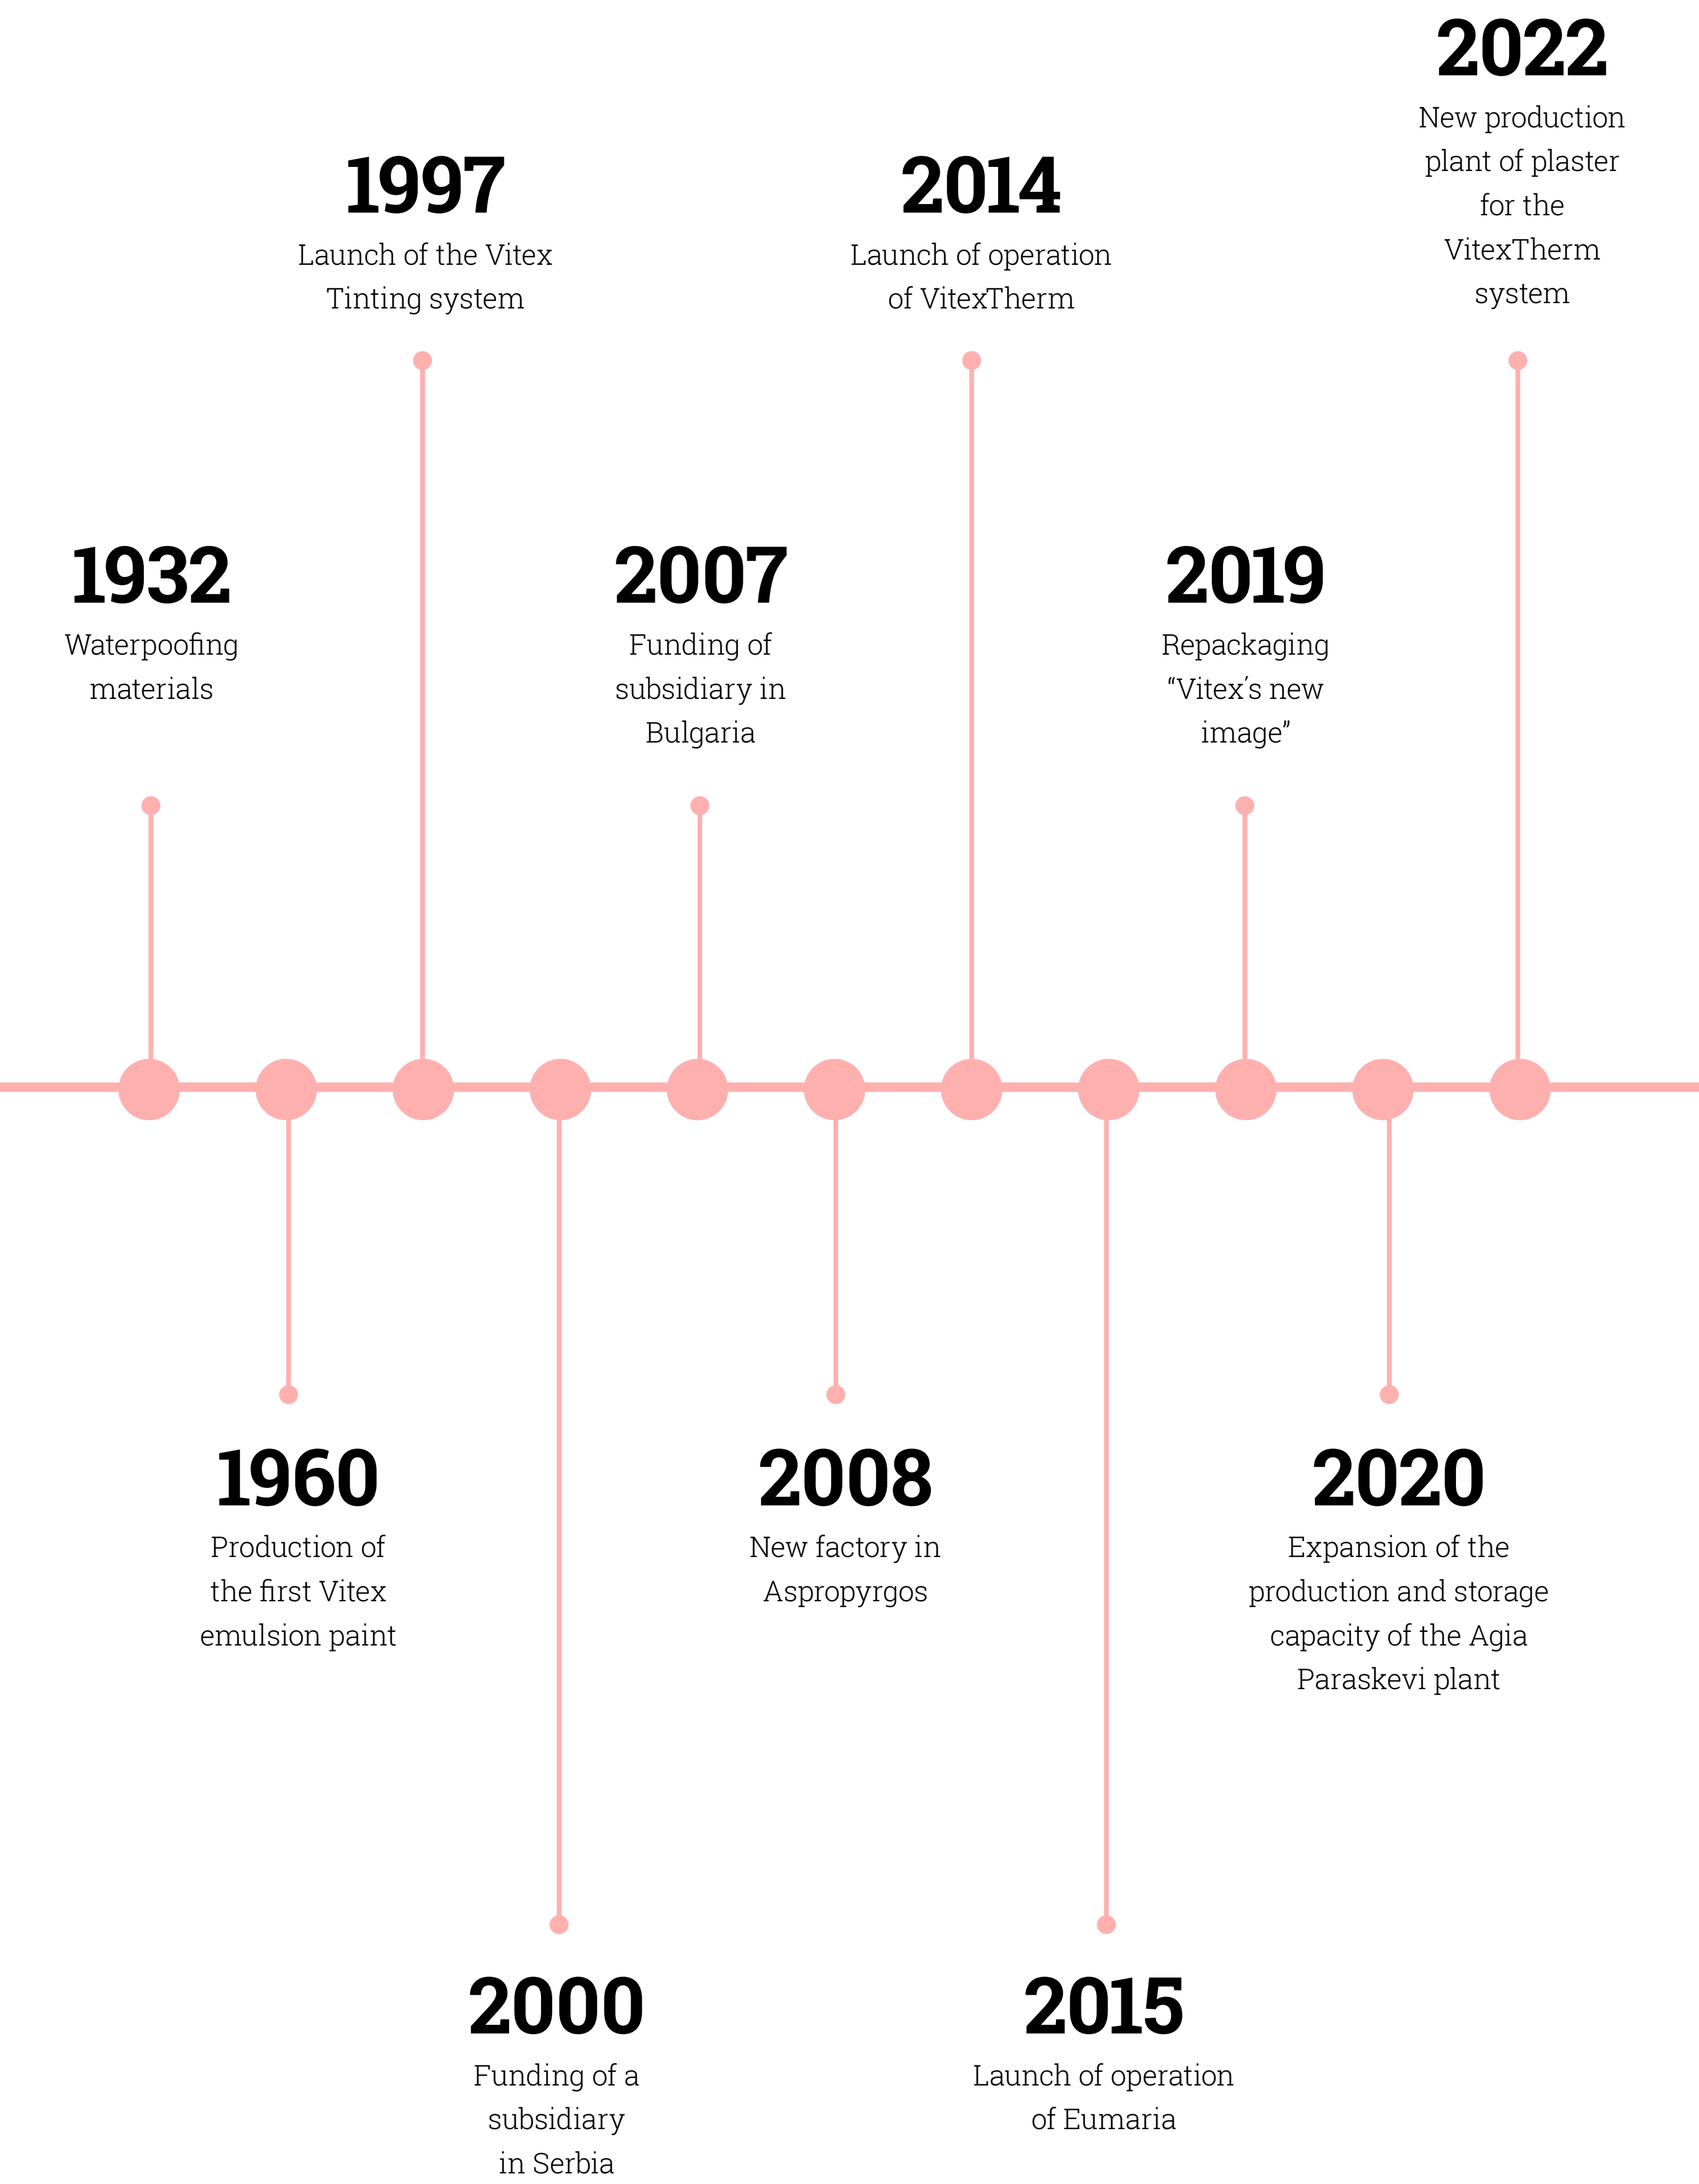 1932
Waterpoofing
materials
1960
Production of
the first Vitex
emulsion paint
1997
Launch of the Vitex
Tinting system
2000
Funding of a
subsidiary
in Serbia
2007
Funding of
subsidiary in
Bulgaria
2008
New factory in
Aspropyrgos
2014
Launch of operation
of VitexTherm
2015
Launch of operation
of Eumaria
2019
Repackaging
“Vitex’s new
image”
2020
Expansion of the
production and storage
capacity of the Agia
Paraskevi plant
2022
New production
plant of plaster
for the
VitexTherm
system